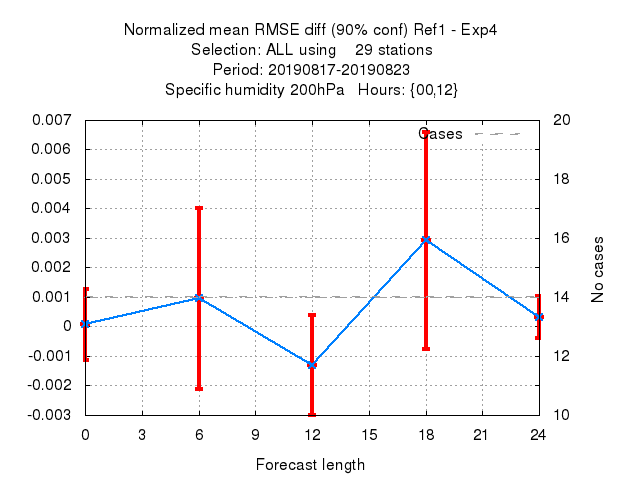 Normalized mean RMSE diff (90% conf) Ref1 - Exp4
Selection: ALL using    29 stations
Period: 20190817-20190823
Specific humidity 200hPa   Hours: {00,12}
0.007
0.006
0.005
0.004
0.003
0.002
0.001
0
-0.001
-0.002
-0.003
Cases
20
18
16
14
12
10
No cases
0 3 6 9 12 15 18 21 24
Forecast length